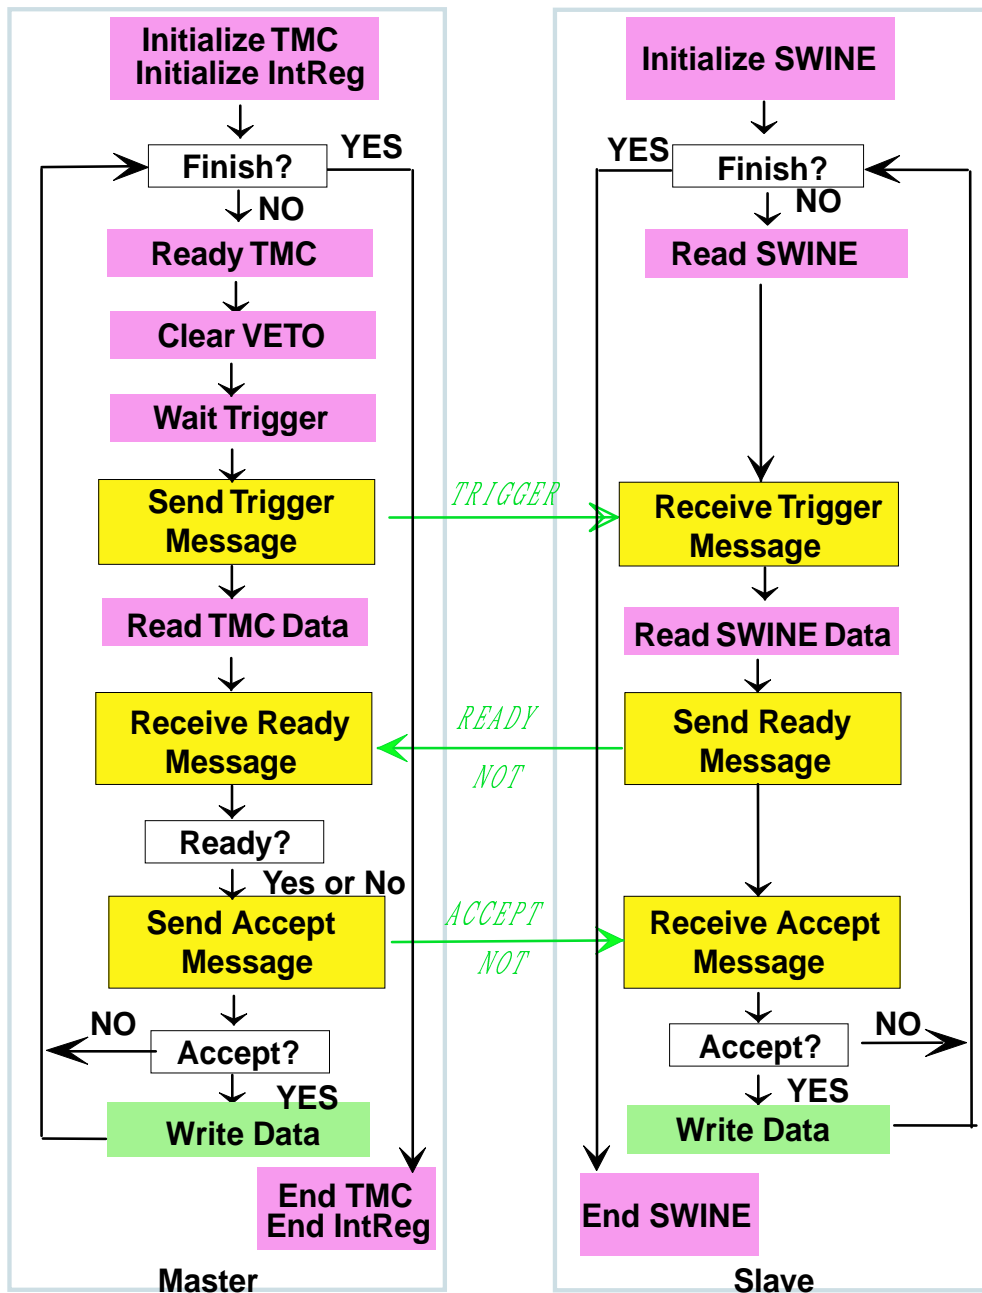 Initialize TMC
Initialize IntReg
Finish?
YES
NO
Ready TMC
Clear VETO
Wait Trigger
Send Trigger
Message
Read TMC Data
Receive Ready
Message
Ready?
Yes or No
Send Accept
Message
NO
Accept?
YES
Write Data
End TMC
End IntReg
Master
TRIGGER
READY
NOT
ACCEPT
NOT
Initialize SWINE
YES
Finish?
NO
Read SWINE
Receive Trigger
Message
Read SWINE Data
Send Ready
Message
Receive Accept
Message
Accept?
NO
YES
Write Data
End SWINE
Slave